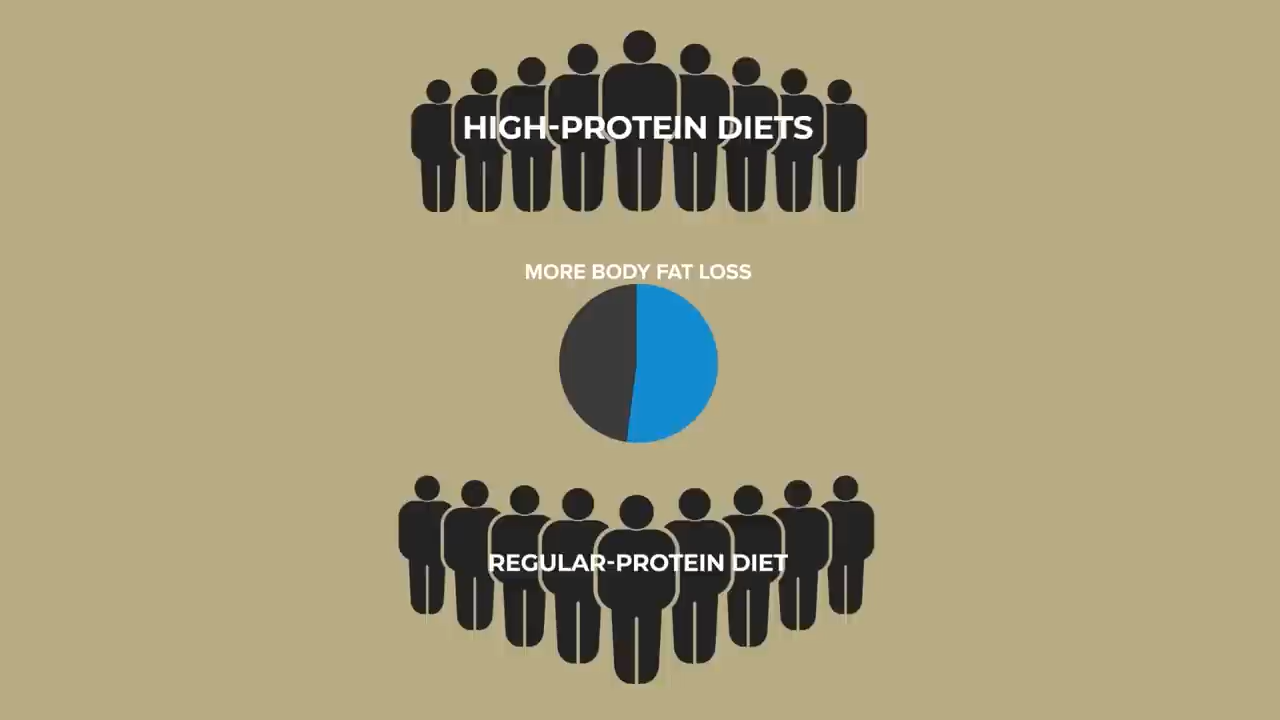 HIGH-PROTEIN DIETS
MORE BODY FAT LOSS
REGULAR-PROTEIN DIET